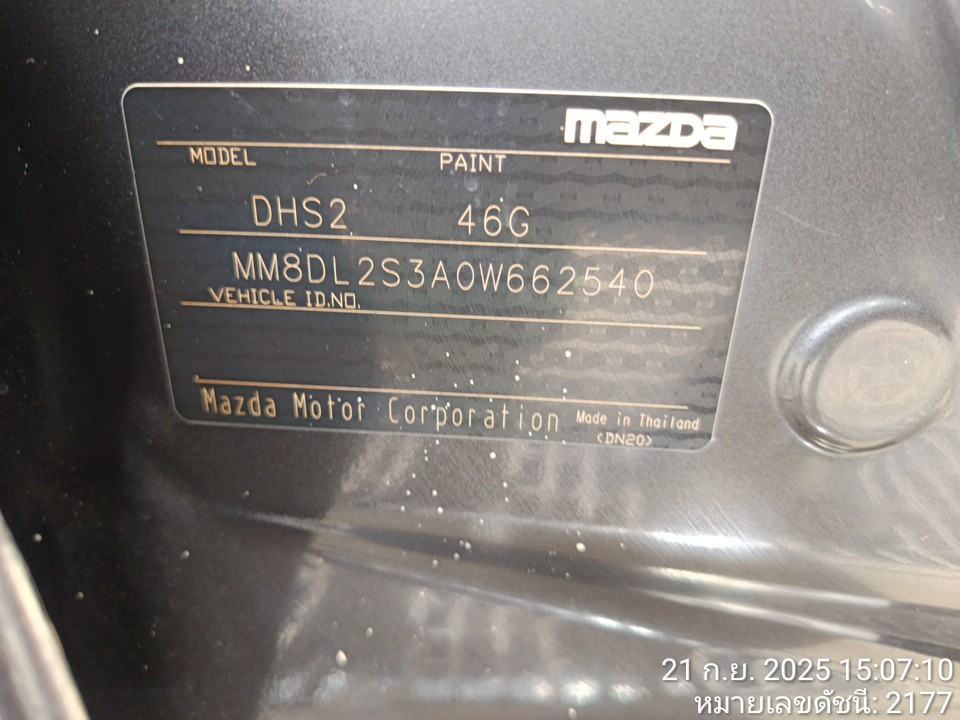 mazda
MODEL PAINT
DHS2 46G
MM8DL2S3A0W662540
VEHICLE ID.NO.
Mazda Motor Corporation Made in Thailand
(DN20)
21 ก.ย. 2025 15:07:10
หมายเลขดัชนี: 2177